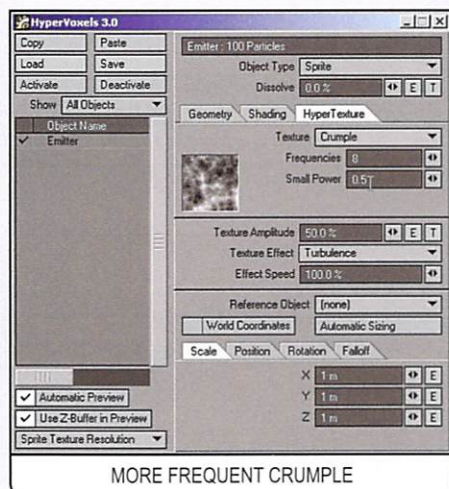 HyperVoxels 3.0
Copy Paste
Load Save
Activate Deactivate
Show All Objects
Object Name
Emitter
Automatic Preview
Use Z-Buffer in Preview
Sprite Texture Resolution
Emitter : 100 Particles
Object Type Sprite
Dissolve 0.0 % E T
Geometry Shading HyperTexture
Texture Crumple
Frequencies 8
Small Power 0.5
Texture Amplitude 50.0 % E T
Texture Effect Turbulence
Effect Speed 100.0 %
Reference Object (none)
World Coordinates Automatic Sizing
Scale Position Rotation Falloff
X 1 m E
Y 1 m E
Z 1 m E
MORE FREQUENT CRUMPLE